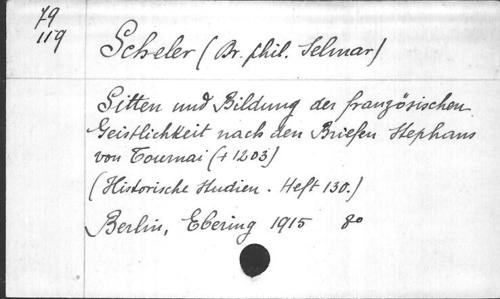 79
119
Scheler (Dr. phil. Selmar)
Sitten und Bildung der französischen
Geistlichkeit nach den Briefen Stephans
von Tournai (+ 1203)
(Historische Studien. Heft 130.)
Berlin, Ebering 1915 8o